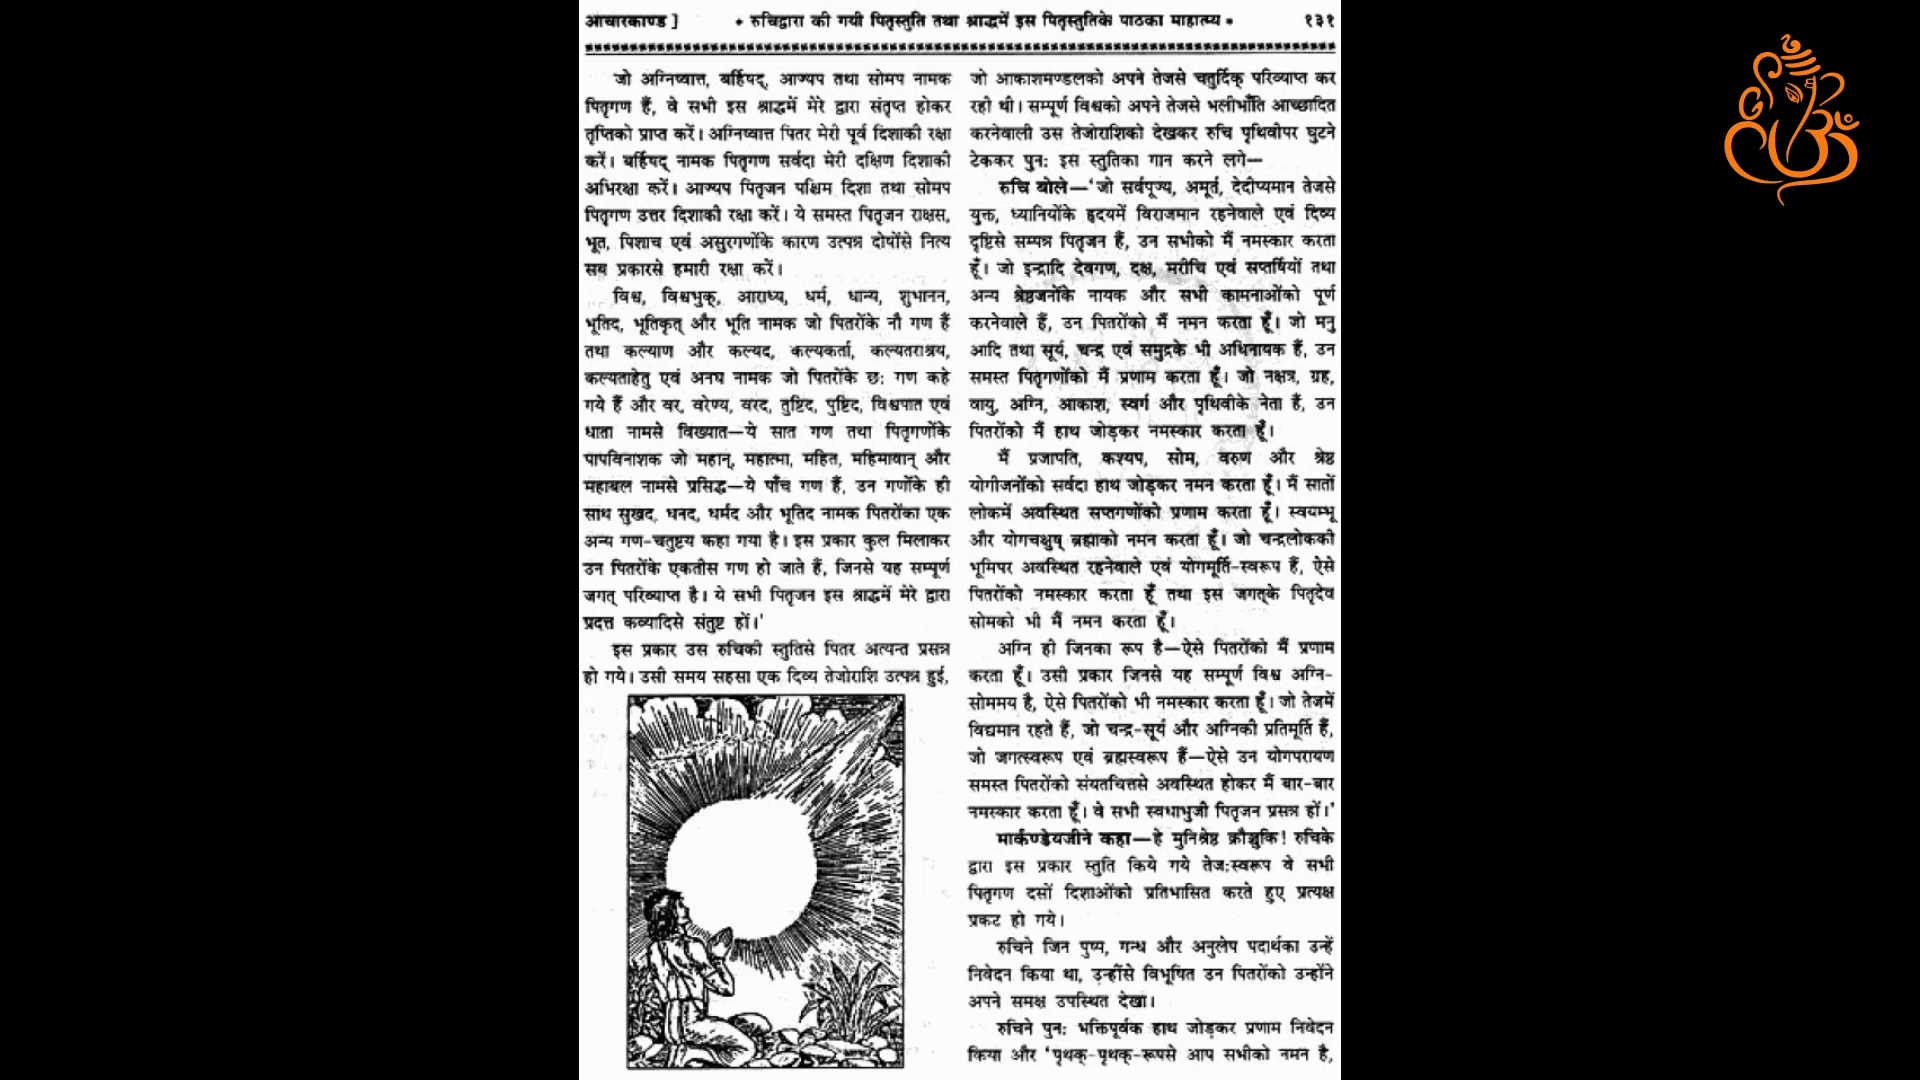 आचारकाण्ड ] * रुचिद्वारा की गयी पितृस्तुति तथा श्राद्धमें इस पितृस्तुतिके पाठका माहात्म्य * १३१
जो अग्निष्वात्त, बर्हिषद्, आज्यप तथा सोमप नामक
पितृगण हैं, वे सभी इस श्राद्धमें मेरे द्वारा संतृप्त होकर
तृप्तिको प्राप्त करें। अग्निष्वात्त पितर मेरी पूर्व दिशाकी रक्षा
करें। बर्हिषद् नामक पितृगण सर्वदा मेरी दक्षिण दिशाकी
अभिरक्षा करें। आज्यप पितृजन पश्चिम दिशा तथा सोमप
पितृगण उत्तर दिशाकी रक्षा करें। ये समस्त पितृजन राक्षस,
भूत, पिशाच एवं असुरगणोंके कारण उत्पन्न दोषोंसे नित्य
सब प्रकारसे हमारी रक्षा करें।
विश्व, विश्वभुक्, आराध्य, धर्म, धान्य, शुभानन,
भूतिद, भूतिकृत् और भूति नामक जो पितरोंके नौ गण हैं
तथा कल्याण और कल्यद, कल्यकर्ता, कल्यतराश्रय,
कल्यताहेतु एवं अनघ नामक जो पितरोंके छ: गण कहे
गये हैं और वर, वरेण्य, वरद, तुष्टिद, पुष्टिद, विश्वपात एवं
धाता नामसे विख्यात—ये सात गण तथा पितृगणोंके
पापविनाशक जो महान्, महात्मा, महित, महिमावान् और
महाबल नामसे प्रसिद्ध—ये पाँच गण हैं, उन गणोंके ही
साथ सुखद, धनद, धर्मद और भूतिद नामक पितरोंका एक
अन्य गण-चतुष्टय कहा गया है। इस प्रकार कुल मिलाकर
उन पितरोंके एकतीस गण हो जाते हैं, जिनसे यह सम्पूर्ण
जगत् परिव्याप्त है। ये सभी पितृजन इस श्राद्धमें मेरे द्वारा
प्रदत्त कव्यादिसे संतुष्ट हों।'
इस प्रकार उस रुचिकी स्तुतिसे पितर अत्यन्त प्रसन्न
हो गये। उसी समय सहसा एक दिव्य तेजोराशि उत्पन्न हुई,
जो आकाशमण्डलको अपने तेजसे चतुर्दिक् परिव्याप्त कर
रही थी। सम्पूर्ण विश्वको अपने तेजसे भलीभाँति आच्छादित
करनेवाली उस तेजोराशिको देखकर रुचि पृथिवीपर घुटने
टेककर पुन: इस स्तुतिका गान करने लगे—
रुचि बोले—'जो सर्वपूज्य, अमूर्त, देदीप्यमान तेजसे
युक्त, ध्यानियोंके हृदयमें विराजमान रहनेवाले एवं दिव्य
दृष्टिसे सम्पन्न पितृजन हैं, उन सभीको मैं नमस्कार करता
हूँ। जो इन्द्रादि देवगण, दक्ष, मरीचि एवं सप्तर्षियों तथा
अन्य श्रेष्ठजनोंके नायक और सभी कामनाओंको पूर्ण
करनेवाले हैं, उन पितरोंको मैं नमन करता हूँ। जो मनु
आदि तथा सूर्य, चन्द्र एवं समुद्रके भी अधिनायक हैं, उन
समस्त पितृगणोंको मैं प्रणाम करता हूँ। जो नक्षत्र, ग्रह,
वायु, अग्नि, आकाश, स्वर्ग और पृथिवीके नेता हैं, उन
पितरोंको मैं हाथ जोड़कर नमस्कार करता हूँ।
मैं प्रजापति, कश्यप, सोम, वरुण और श्रेष्ठ
योगीजनोंको सर्वदा हाथ जोड़कर नमन करता हूँ। मैं सातों
लोकमें अवस्थित सप्तगणोंको प्रणाम करता हूँ। स्वयम्भू
और योगचक्षुष् ब्रह्माको नमन करता हूँ। जो चन्द्रलोककी
भूमिपर अवस्थित रहनेवाले एवं योगमूर्ति-स्वरूप हैं, ऐसे
पितरोंको नमस्कार करता हूँ तथा इस जगत्के पितृदेव
सोमको भी मैं नमन करता हूँ।
अग्नि ही जिनका रूप है—ऐसे पितरोंको मैं प्रणाम
करता हूँ। उसी प्रकार जिनसे यह सम्पूर्ण विश्व अग्नि-
सोममय है, ऐसे पितरोंको भी नमस्कार करता हूँ। जो तेजमें
विद्यमान रहते हैं, जो चन्द्र-सूर्य और अग्निकी प्रतिमूर्ति हैं,
जो जगत्स्वरूप एवं ब्रह्मस्वरूप हैं—ऐसे उन योगपरायण
समस्त पितरोंको संयतचित्तसे अवस्थित होकर मैं बार-बार
नमस्कार करता हूँ। वे सभी स्वधाभुजी पितृजन प्रसन्न हों।'
मार्कण्डेयजीने कहा—हे मुनिश्रेष्ठ क्रौञ्चुकि! रुचिके
द्वारा इस प्रकार स्तुति किये गये तेज:स्वरूप वे सभी
पितृगण दसों दिशाओंको प्रतिभासित करते हुए प्रत्यक्ष
प्रकट हो गये।
रुचिने जिन पुष्प, गन्ध और अनुलेप पदार्थका उन्हें
निवेदन किया था, उन्हींसे विभूषित उन पितरोंको उन्होंने
अपने समक्ष उपस्थित देखा।
रुचिने पुन: भक्तिपूर्वक हाथ जोड़कर प्रणाम निवेदन
किया और 'पृथक्-पृथक्-रूपसे आप सभीको नमन है,